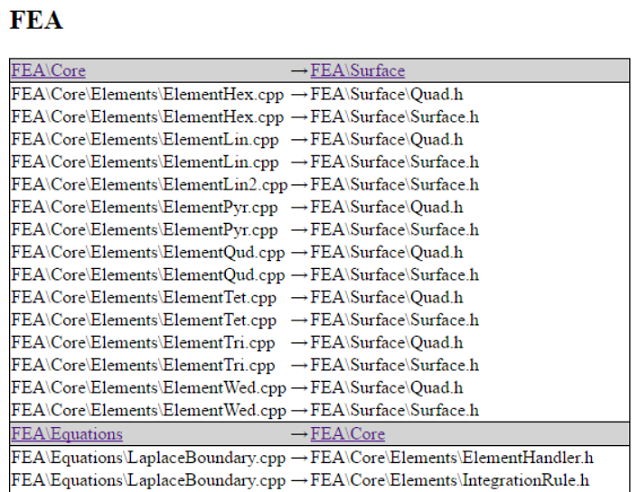 FEA
FEA\Core → FEA\Surface
FEA\Core\Elements\ElementHex.cpp → FEA\Surface\Quad.h
FEA\Core\Elements\ElementHex.cpp → FEA\Surface\Surface.h
FEA\Core\Elements\ElementLin.cpp → FEA\Surface\Quad.h
FEA\Core\Elements\ElementLin.cpp → FEA\Surface\Surface.h
FEA\Core\Elements\ElementLin2.cpp → FEA\Surface\Surface.h
FEA\Core\Elements\ElementPyr.cpp → FEA\Surface\Quad.h
FEA\Core\Elements\ElementPyr.cpp → FEA\Surface\Surface.h
FEA\Core\Elements\ElementQud.cpp → FEA\Surface\Quad.h
FEA\Core\Elements\ElementQud.cpp → FEA\Surface\Surface.h
FEA\Core\Elements\ElementTet.cpp → FEA\Surface\Quad.h
FEA\Core\Elements\ElementTet.cpp → FEA\Surface\Surface.h
FEA\Core\Elements\ElementTri.cpp → FEA\Surface\Quad.h
FEA\Core\Elements\ElementTri.cpp → FEA\Surface\Surface.h
FEA\Core\Elements\ElementWed.cpp → FEA\Surface\Quad.h
FEA\Core\Elements\ElementWed.cpp → FEA\Surface\Surface.h
FEA\Equations → FEA\Core
FEA\Equations\LaplaceBoundary.cpp → FEA\Core\Elements\ElementHandler.h
FEA\Equations\LaplaceBoundary.cpp → FEA\Core\Elements\IntegrationRule.h